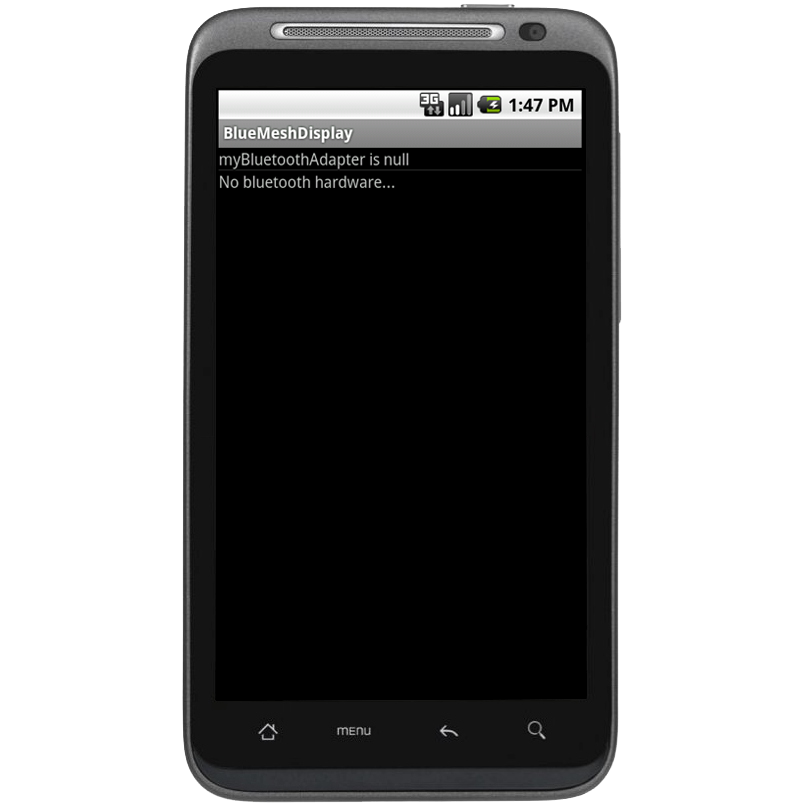 3G 1:47 PM
BlueMeshDisplay
myBluetoothAdapter is null
No bluetooth hardware...
MENU